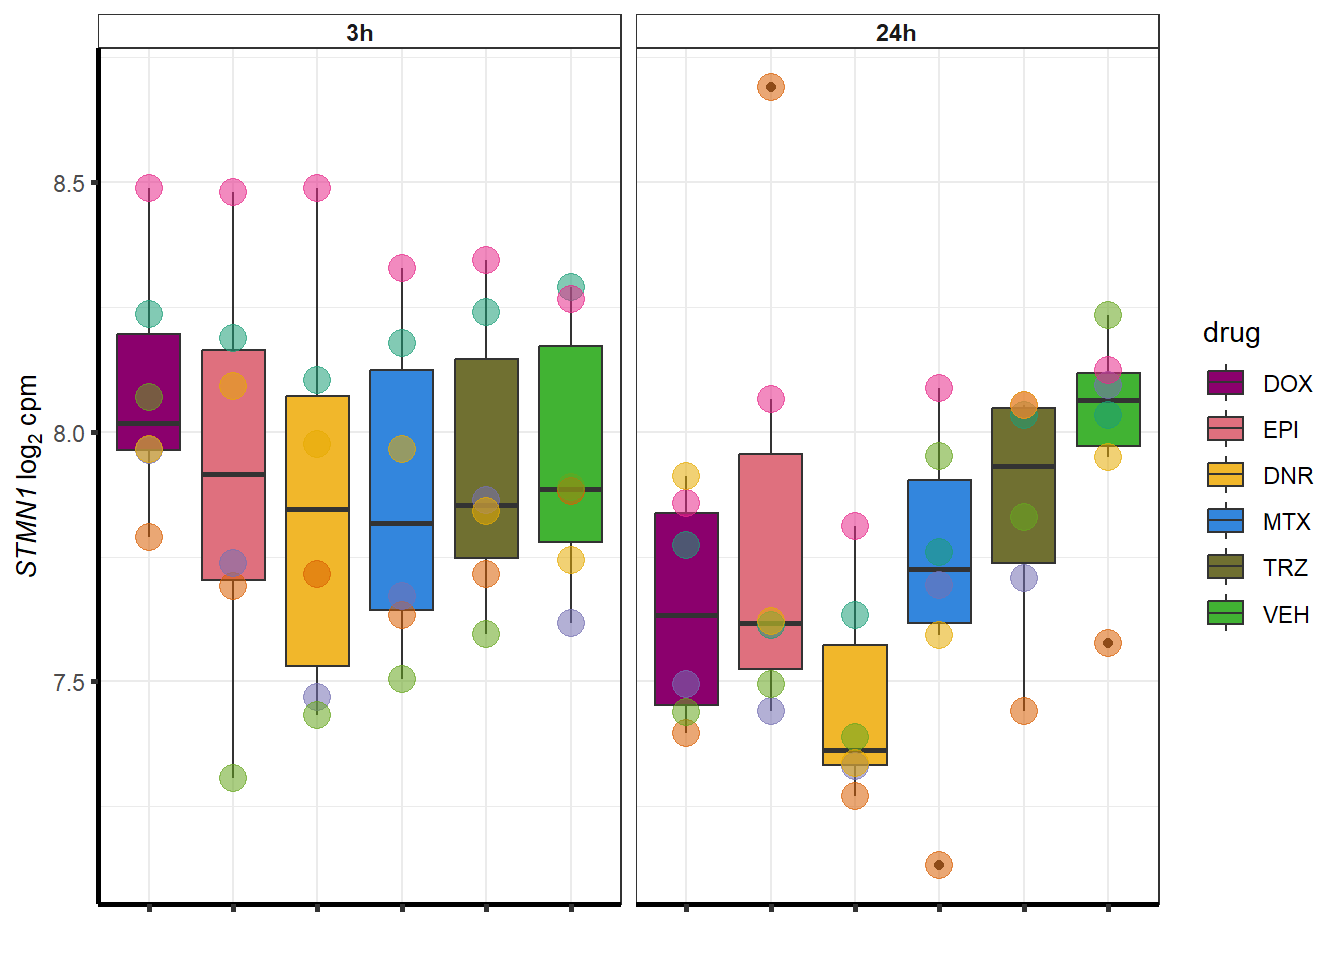 3h
24h
8.5
8.0
7.5
STMN1 log₂ cpm
drug
DOX
EPI
DNR
MTX
TRZ
VEH